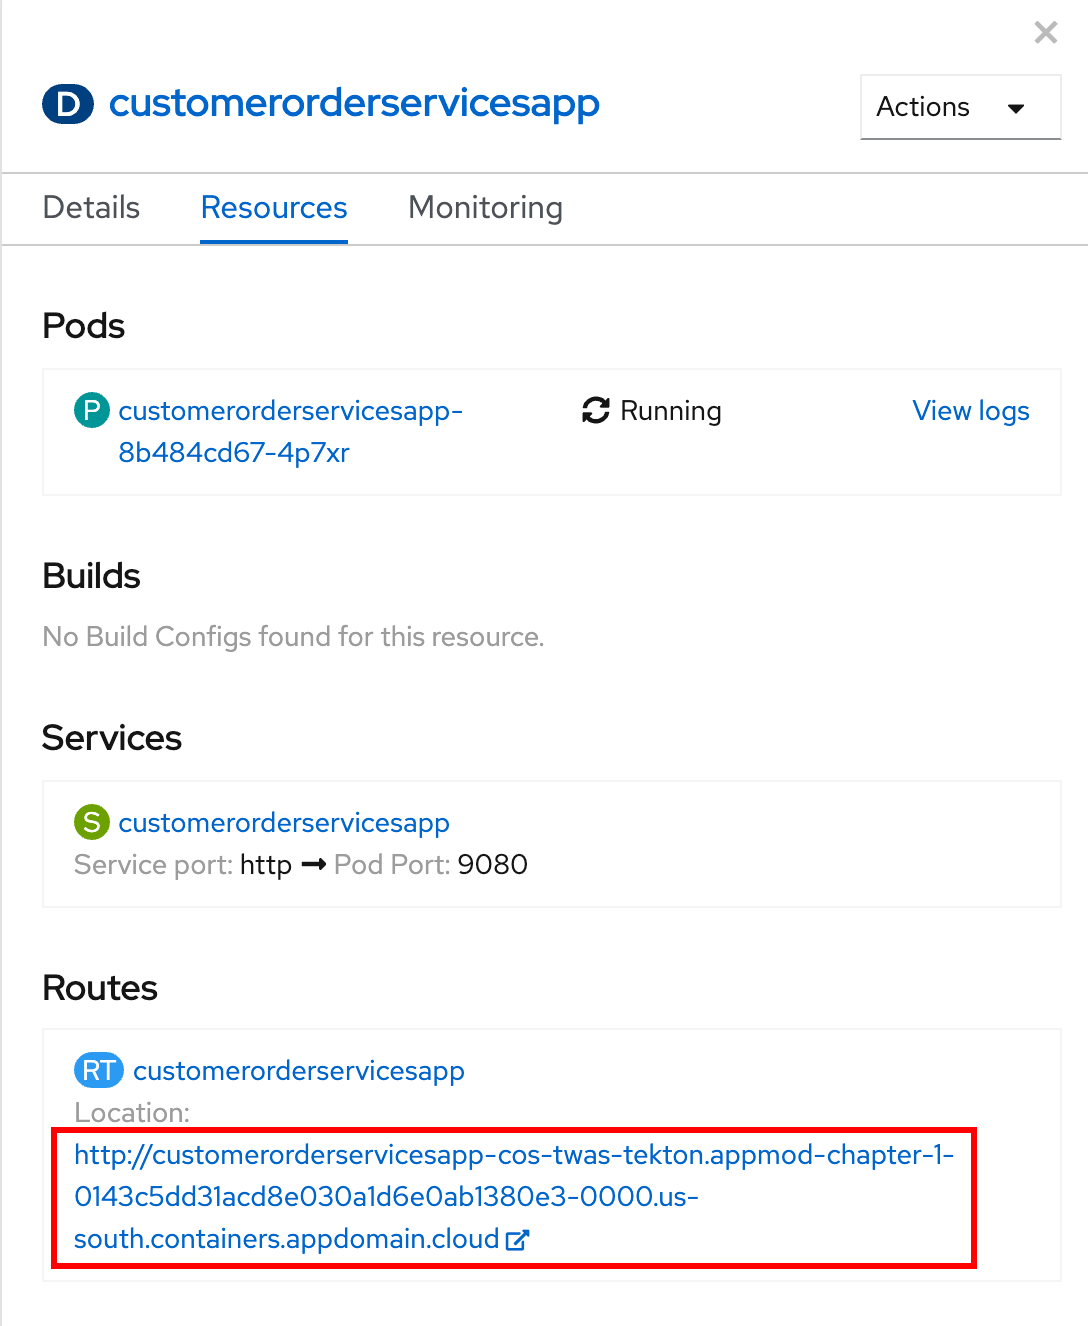 D customerorderservicesapp
Actions
Details Resources Monitoring
Pods
P customerorderservicesapp- Running View logs
8b484cd67-4p7xr
Builds
No Build Configs found for this resource.
Services
S customerorderservicesapp
Service port: http → Pod Port: 9080
Routes
RT customerorderservicesapp
Location:
http://customerorderservicesapp-cos-twas-tekton.appmod-chapter-1-
0143c5dd31acd8e030a1d6e0ab1380e3-0000.us-
south.containers.appdomain.cloud